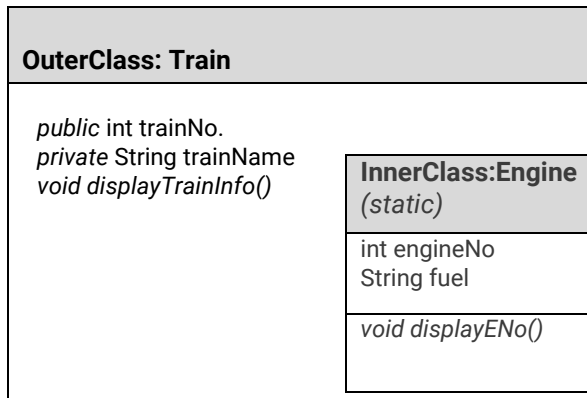 OuterClass: Train
public int trainNo.
private String trainName
void displayTrainInfo()
InnerClass:Engine
(static)
int engineNo
String fuel
void displayENo()